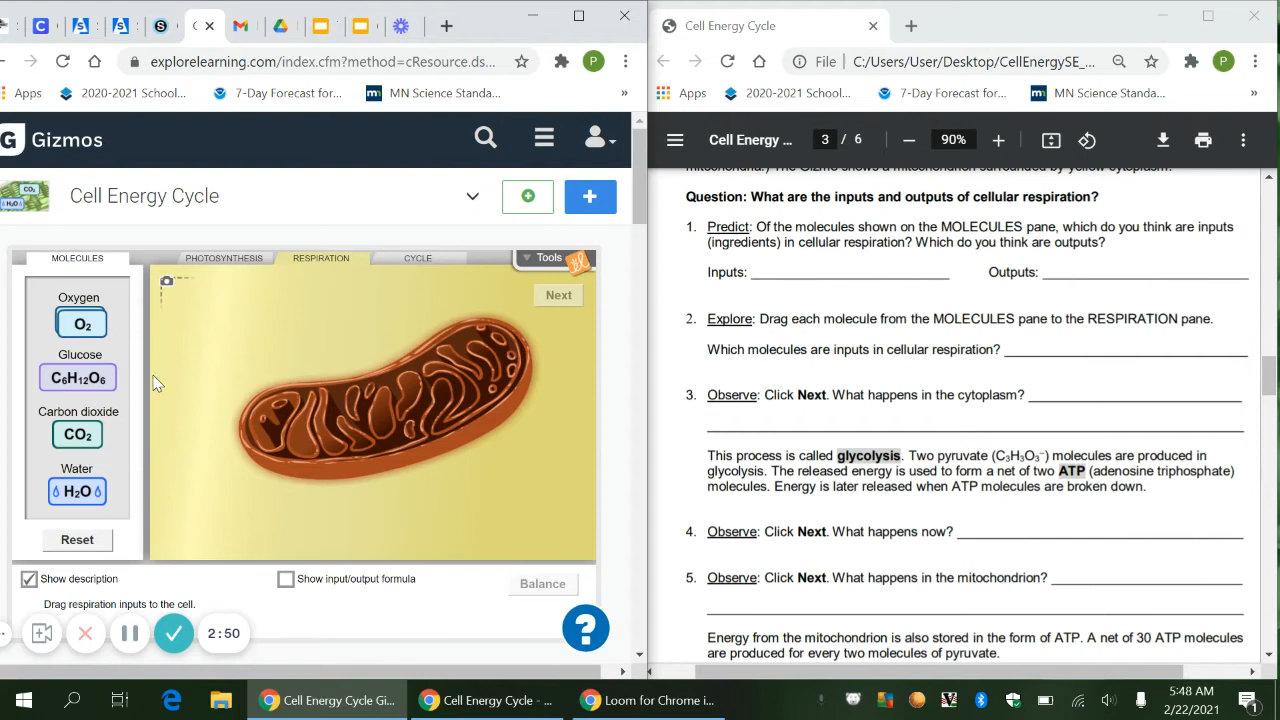 explorelearning.com/index.cfm?method=cResource.ds...
Apps
2020-2021 School...
7-Day Forecast for...
MN Science Standa...
»
G Gizmos
Cell Energy Cycle
MOLECULES
PHOTOSYNTHESIS
RESPIRATION
CYCLE
Tools
Next
Oxygen
O₂
Glucose
C₆H₁₂O₆
Carbon dioxide
CO₂
Water
H₂O
Reset
Show description
Show input/output formula
Balance
Drag respiration inputs to the cell.
2:50
?
Cell Energy Cycle
File
C:/Users/User/Desktop/CellEnergySE_...
P
Apps
2020-2021 School...
7-Day Forecast for...
MN Science Standa...
»
Cell Energy ...
3 / 6
90%
Question: What are the inputs and outputs of cellular respiration?
1. Predict: Of the molecules shown on the MOLECULES pane, which do you think are inputs
(ingredients) in cellular respiration? Which do you think are outputs?
Inputs: ____ Outputs: ____
2. Explore: Drag each molecule from the MOLECULES pane to the RESPIRATION pane.
Which molecules are inputs in cellular respiration? ____
3. Observe: Click Next. What happens in the cytoplasm? ____
This process is called glycolysis. Two pyruvate (C₃H₃O₃⁻) molecules are produced in
glycolysis. The released energy is used to form a net of two ATP (adenosine triphosphate)
molecules. Energy is later released when ATP molecules are broken down.
4. Observe: Click Next. What happens now? ____
5. Observe: Click Next. What happens in the mitochondrion? ____
Energy from the mitochondrion is also stored in the form of ATP. A net of 30 ATP molecules
are produced for every two molecules of pyruvate.
Cell Energy Cycle Gi...
Cell Energy Cycle - ...
Loom for Chrome i...
5:48 AM
2/22/2021